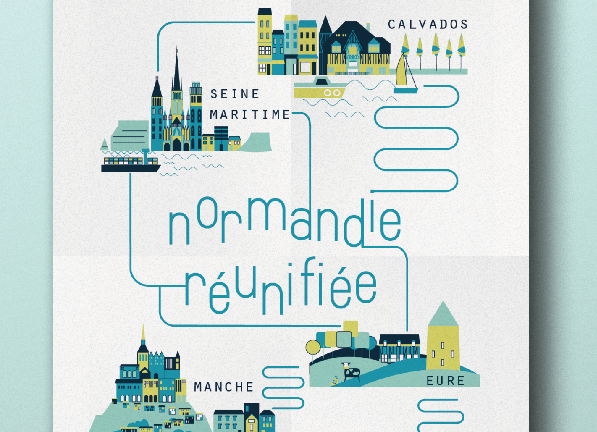 CALVADOS
SEINE
MARITIME
normandie
réunifiée
MANCHE
EURE